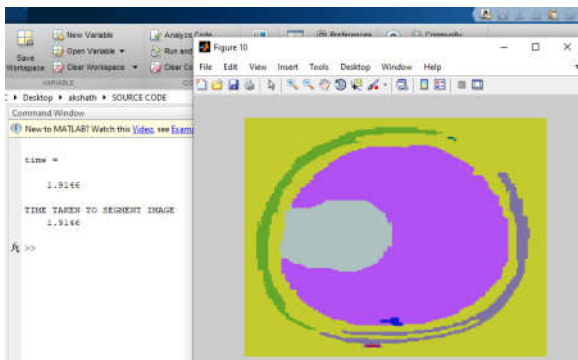 New Variable
Analyze Code
Preferences
Community
Open Variable
Run and
Save
Workspace
Clear Workspace
Clear Co
VARIABLE
Figure 10
File Edit View Insert Tools Desktop Window Help
Desktop akshath SOURCE CODE
Command Window
New to MATLAB? Watch this Video, see Exam
time =
1.9146
TIME TAKEN TO SEGMENT IMAGE
1.9146
fx >>